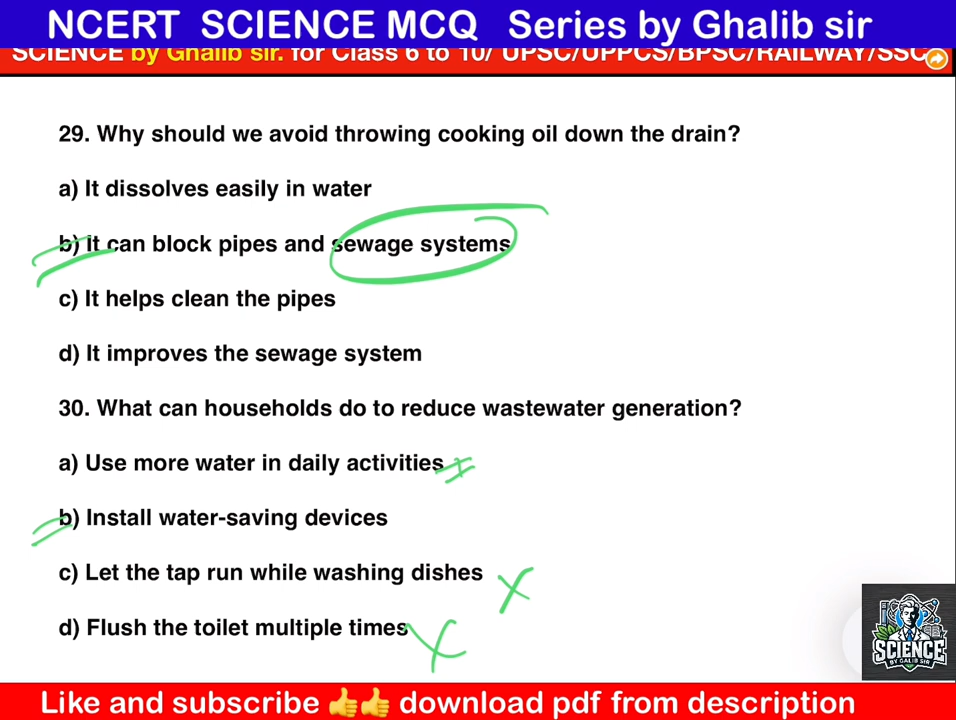 NCERT SCIENCE MCQ Series by Ghalib sir
SCIENCE by Ghalib sir. for Class 6 to 10/ UPSC/UPPCS/BPSC/RAILWAY/SSC
29. Why should we avoid throwing cooking oil down the drain?
a) It dissolves easily in water
b) It can block pipes and sewage systems
c) It helps clean the pipes
d) It improves the sewage system
30. What can households do to reduce wastewater generation?
a) Use more water in daily activities
b) Install water-saving devices
c) Let the tap run while washing dishes
d) Flush the toilet multiple times
SCIENCE
BY GALIB SIR
Like and subscribe 👍👍 download pdf from description